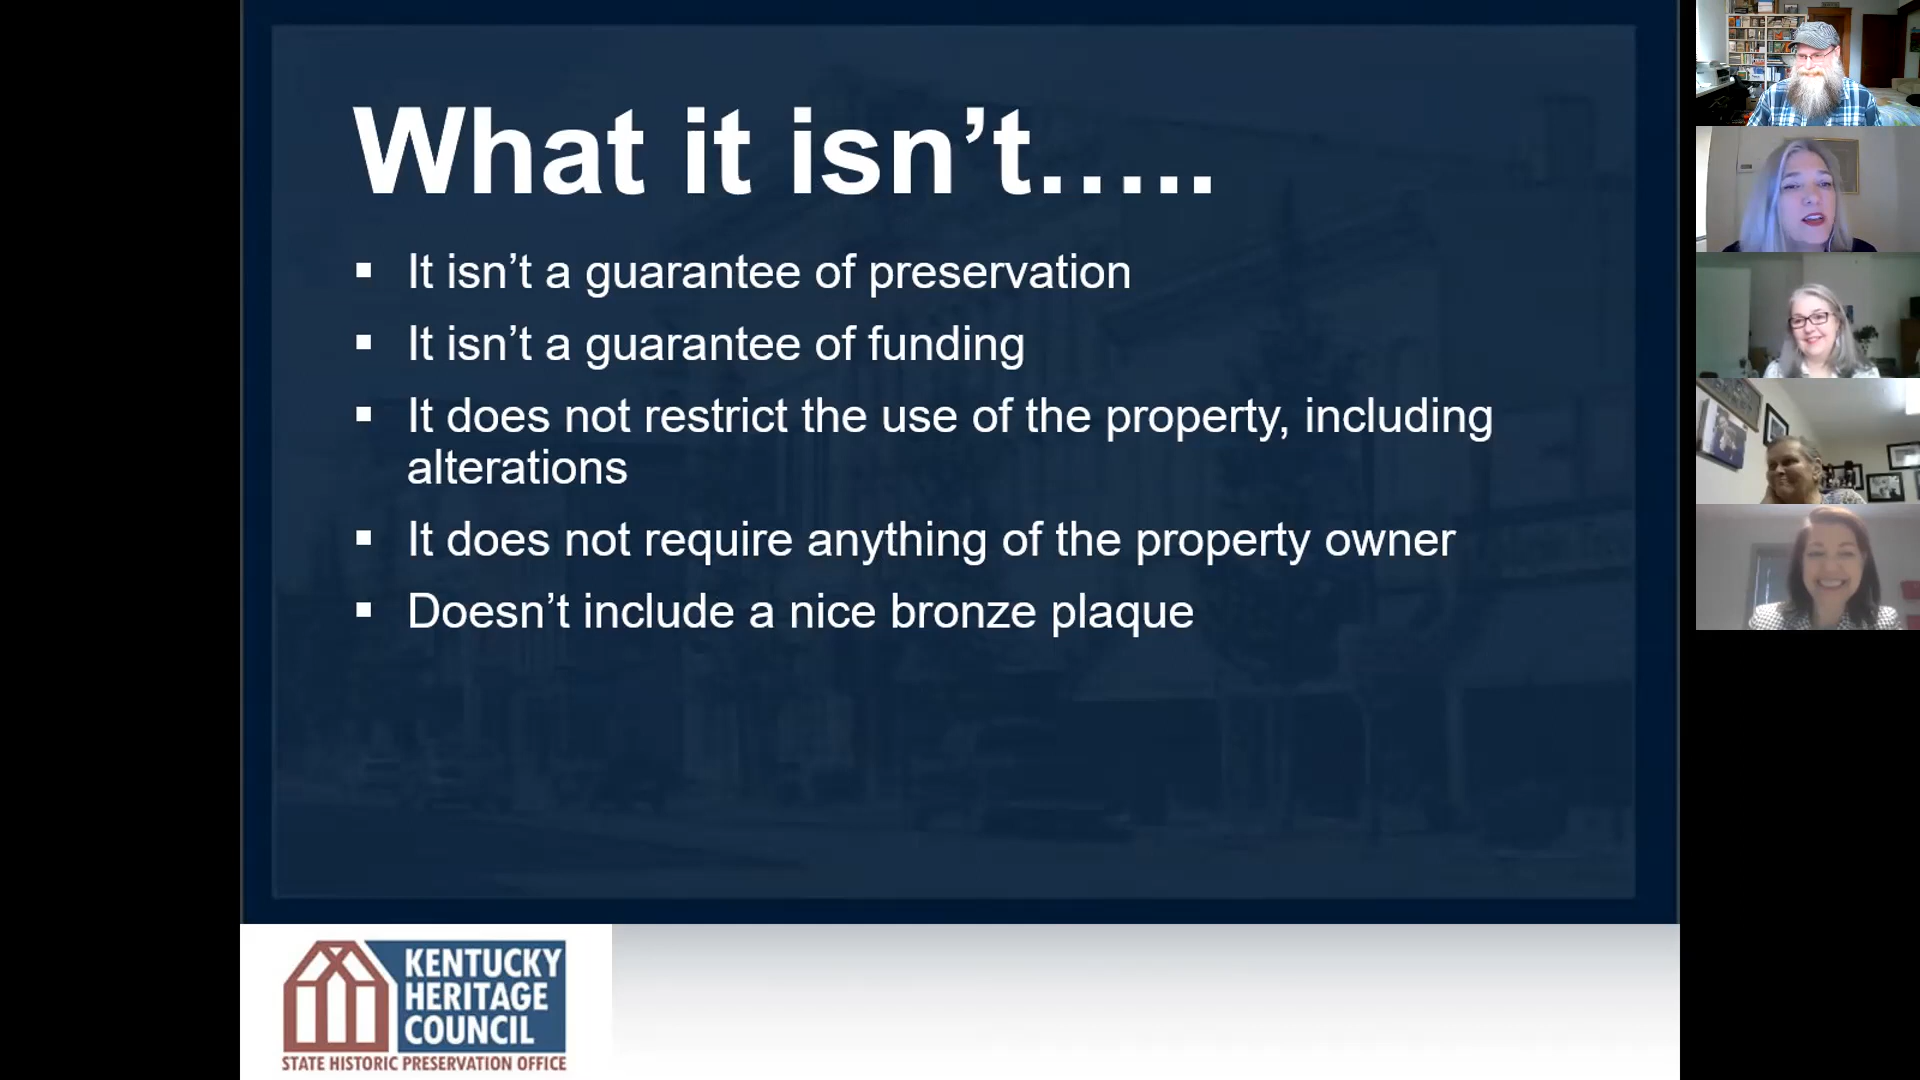 What it isn’t…..
▪ It isn’t a guarantee of preservation
▪ It isn’t a guarantee of funding
▪ It does not restrict the use of the property, including
alterations
▪ It does not require anything of the property owner
▪ Doesn’t include a nice bronze plaque
KENTUCKY
HERITAGE
COUNCIL
STATE HISTORIC PRESERVATION OFFICE